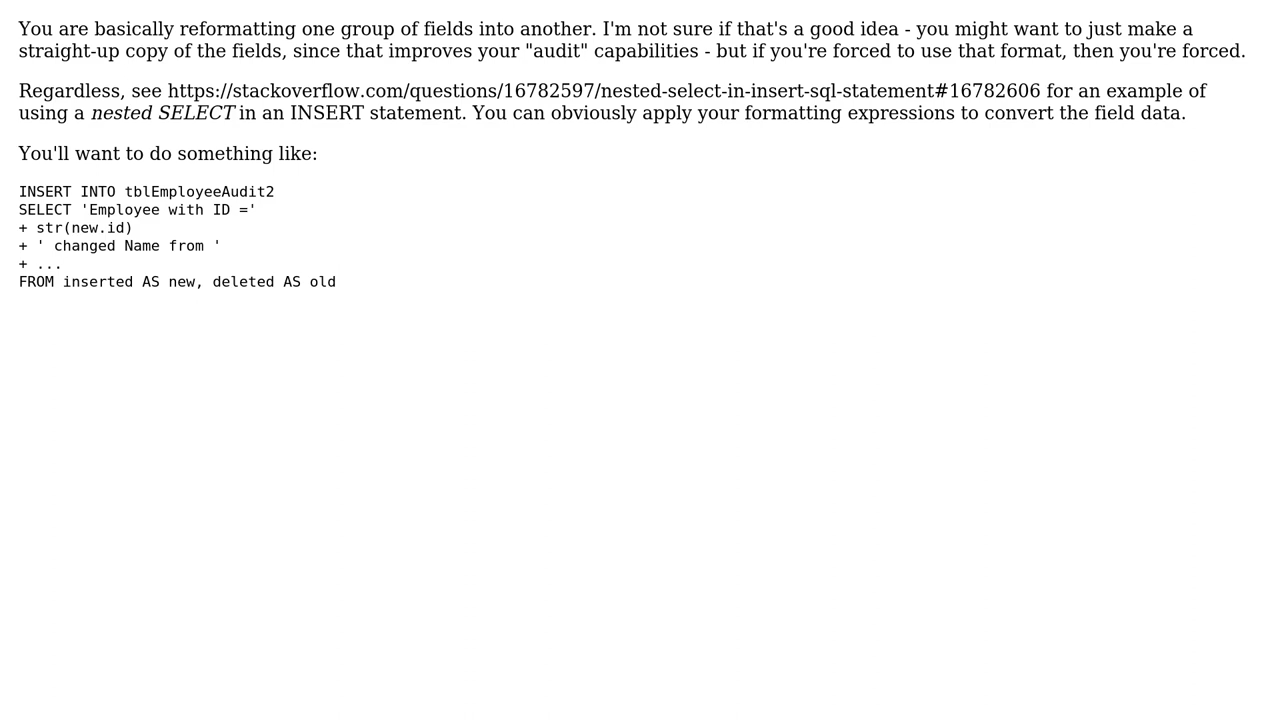 You are basically reformatting one group of fields into another. I'm not sure if that's a good idea - you might want to just make a
straight-up copy of the fields, since that improves your "audit" capabilities - but if you're forced to use that format, then you're forced.
Regardless, see https://stackoverflow.com/questions/16782597/nested-select-in-insert-sql-statement#16782606 for an example of
using a nested SELECT in an INSERT statement. You can obviously apply your formatting expressions to convert the field data.
You'll want to do something like:
INSERT INTO tblEmployeeAudit2
SELECT 'Employee with ID ='
+ str(new.id)
+ ' changed Name from '
+ ...
FROM inserted AS new, deleted AS old